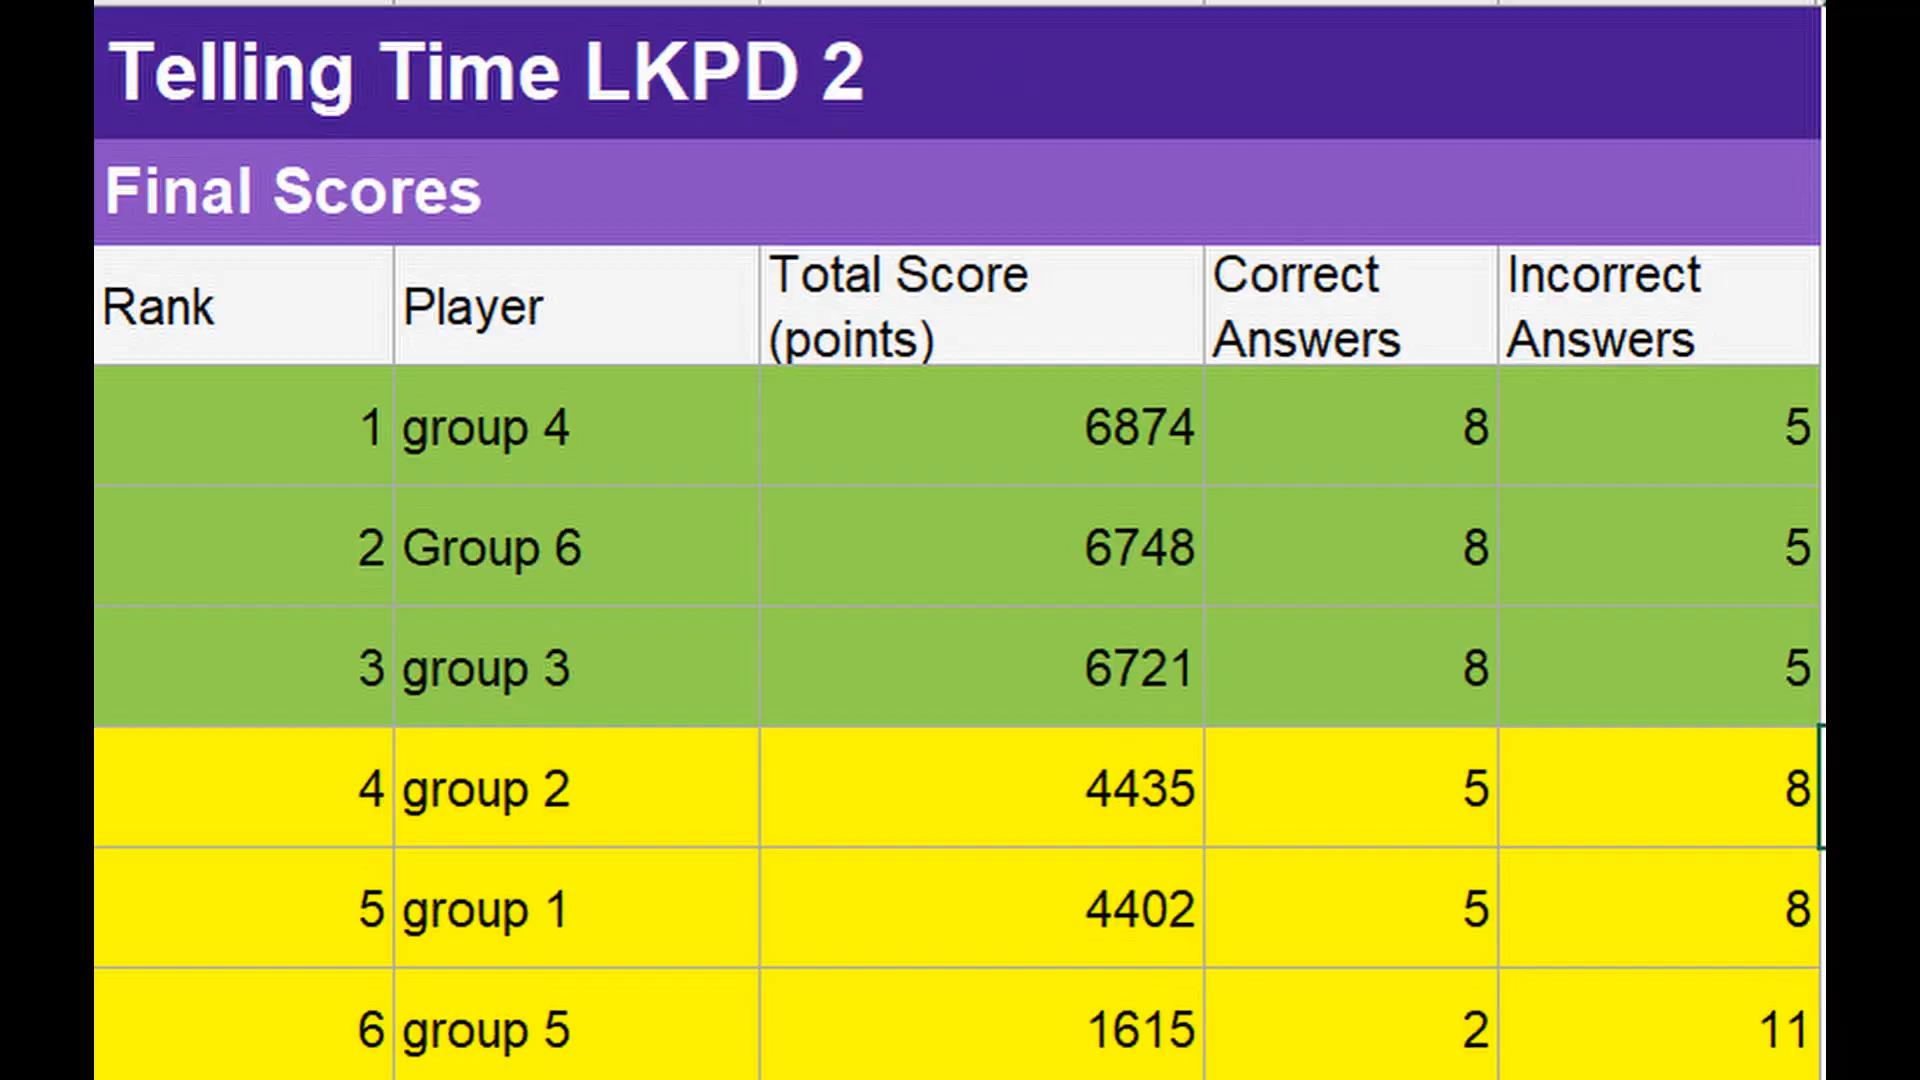 Telling Time LKPD 2
Final Scores
Rank Player Total Score (points) Correct Answers Incorrect Answers
1 group 4 6874 8 5
2 Group 6 6748 8 5
3 group 3 6721 8 5
4 group 2 4435 5 8
5 group 1 4402 5 8
6 group 5 1615 2 11